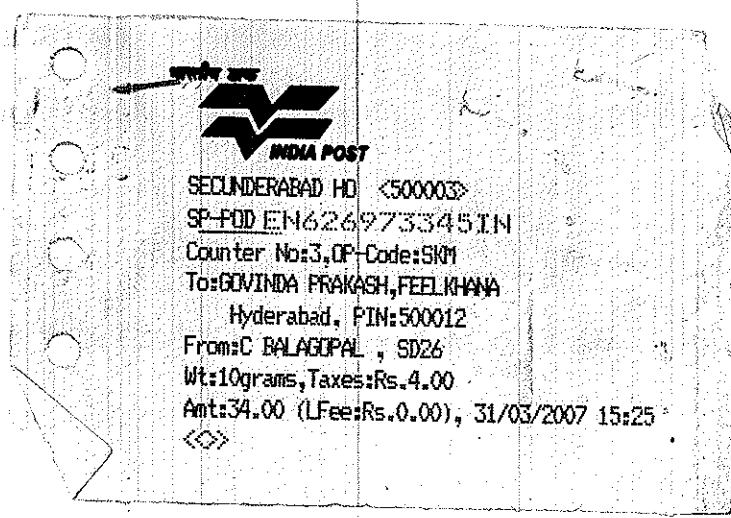 भारतीय डाक
INDIA POST
SECUNDERABAD HO <500003>
SP-POD EN626973345IN
Counter No:3,OP-Code:SKM
To:GOVINDA PRAKASH,FEELKHANA
Hyderabad, PIN:500012
From:C BALAGOPAL , SD26
Wt:10grams,Taxes:Rs.4.00
Amt:34.00 (LFee:Rs.0.00), 31/03/2007 15:25
<<>>